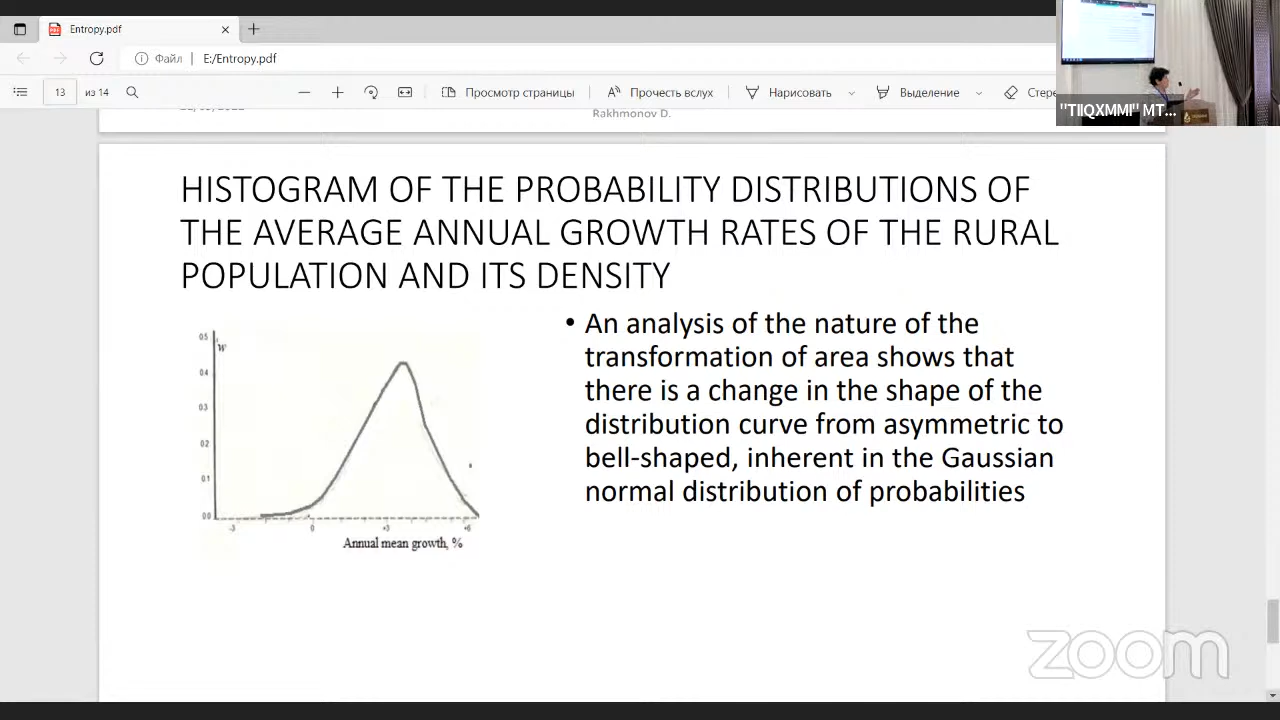 Entropy.pdf
Файл
E:/Entropy.pdf
13
из 14
Просмотр страницы
Прочесть вслух
Нарисовать
Выделение
Стере
"TIIQXMMI" MT...
Rakhmonov D.
HISTOGRAM OF THE PROBABILITY DISTRIBUTIONS OF
THE AVERAGE ANNUAL GROWTH RATES OF THE RURAL
POPULATION AND ITS DENSITY
• An analysis of the nature of the
transformation of area shows that
there is a change in the shape of the
distribution curve from asymmetric to
bell-shaped, inherent in the Gaussian
normal distribution of probabilities
0.5
w
0.4
0.3
0.2
0.1
0.0
-3
0
+3
+6
Annual mean growth, %
zoom